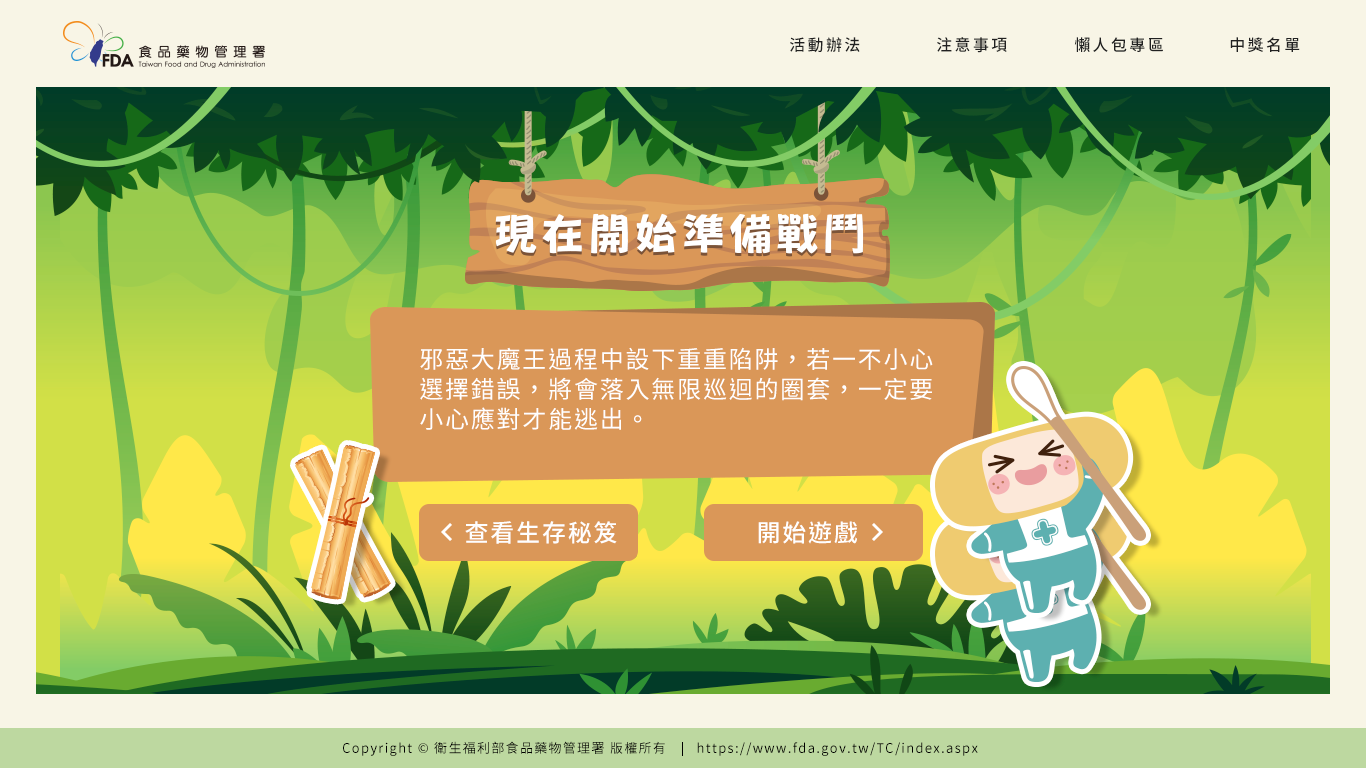 FDA 食品藥物管理署
Taiwan Food and Drug Administration
活動辦法 注意事項 懶人包專區 中獎名單
現在開始準備戰鬥
邪惡大魔王過程中設下重重陷阱，若一不小心
選擇錯誤，將會落入無限巡迴的圈套，一定要
小心應對才能逃出。
查看生存秘笈
開始遊戲
Copyright © 衛生福利部食品藥物管理署 版權所有 | https://www.fda.gov.tw/TC/index.aspx